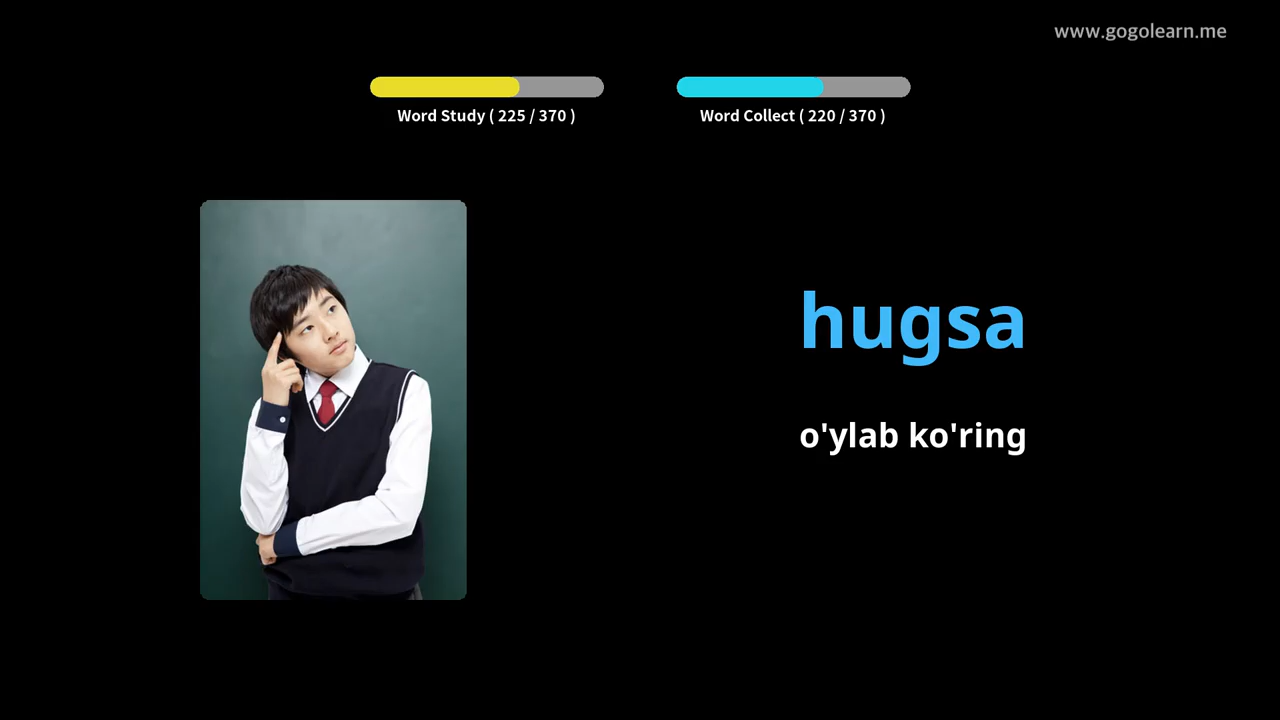 www.gogolearn.me
Word Study ( 225 / 370 )
Word Collect ( 220 / 370 )
hugsa
o'ylab ko'ring